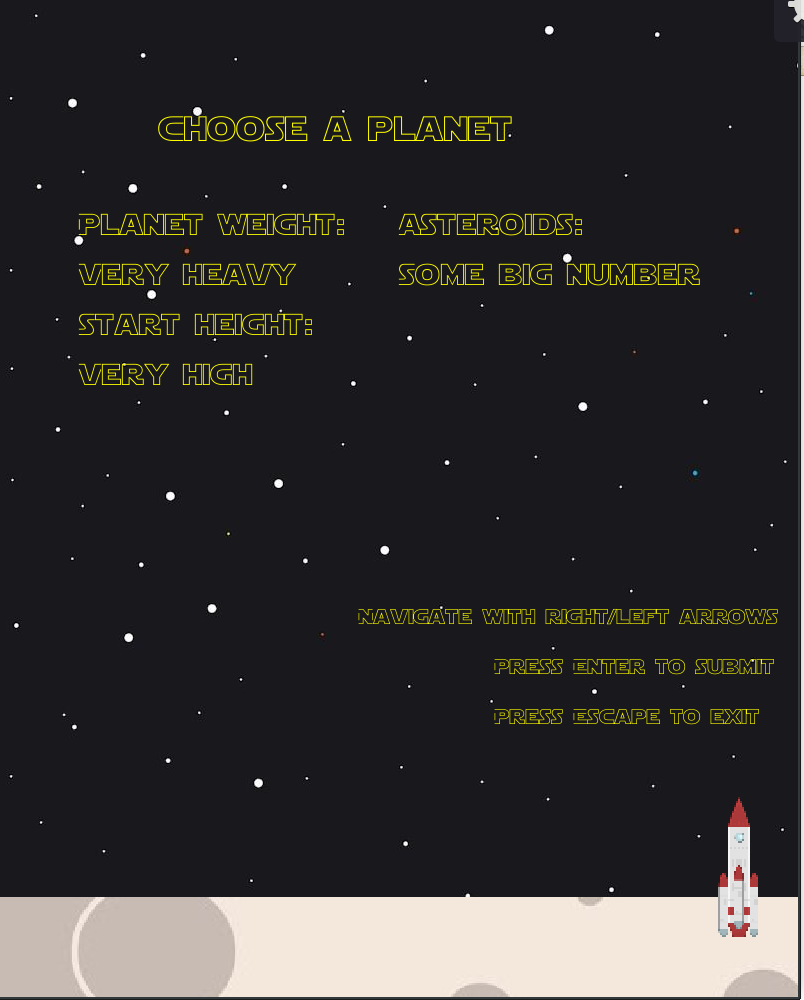 CHOOSE A PLANET
PLANET WEIGHT:
VERY HEAVY
START HEIGHT:
VERY HIGH
ASTEROIDS:
SOME BIG NUMBER
NAVIGATE WITH RIGHT/LEFT ARROWS
PRESS ENTER TO SUBMIT
PRESS ESCAPE TO EXIT